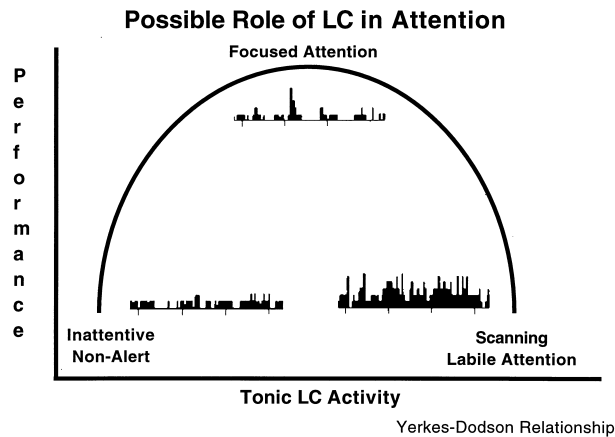 Possible Role of LC in Attention
Focused Attention
Performance
Inattentive
Non-Alert
Scanning
Labile Attention
Tonic LC Activity
Yerkes-Dodson Relationship